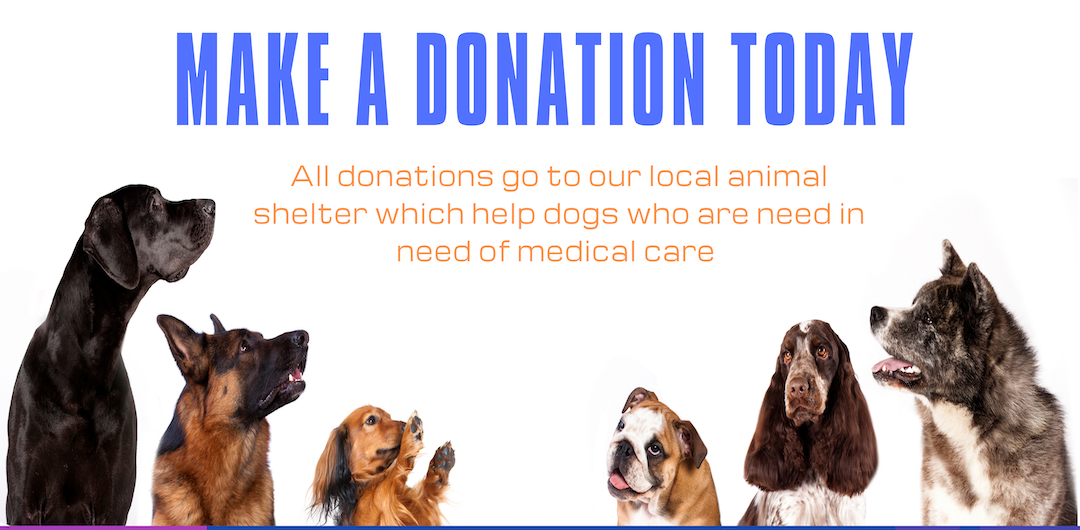 MAKE A DONATION TODAY
All donations go to our local animal
shelter which help dogs who are need in
need of medical care